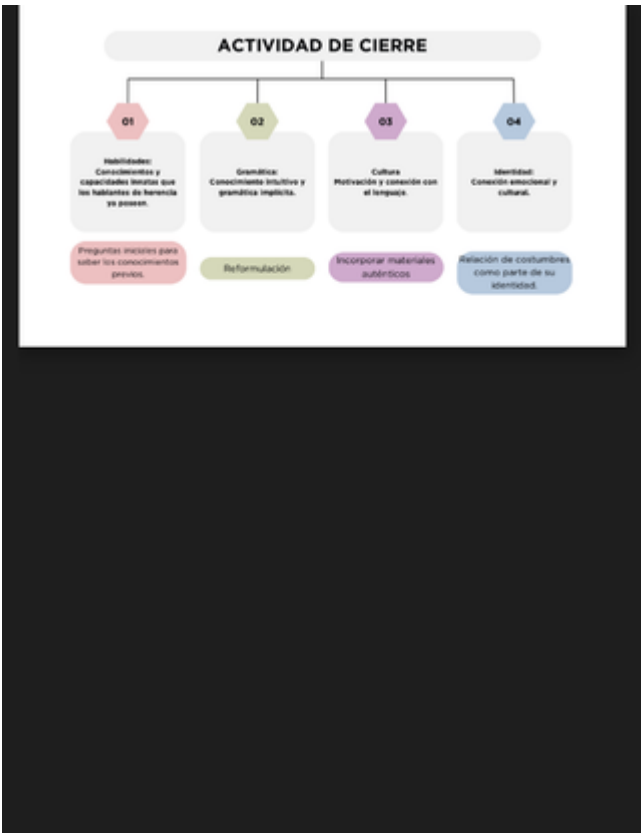 ACTIVIDAD DE CIERRE
01
Habilidades:
Conocimientos y
capacidades innatas que
los hablantes de herencia
ya poseen.
Preguntas iniciales para
saber los conocimientos
previos.
02
Gramática:
Conocimiento intuitivo y
gramática implícita.
Reformulación
03
Cultura
Motivación y conexión con
el lenguaje.
Incorporar materiales
auténticos
04
Identidad:
Conexión emocional y
cultural.
Relación de costumbres
como parte de su
identidad.